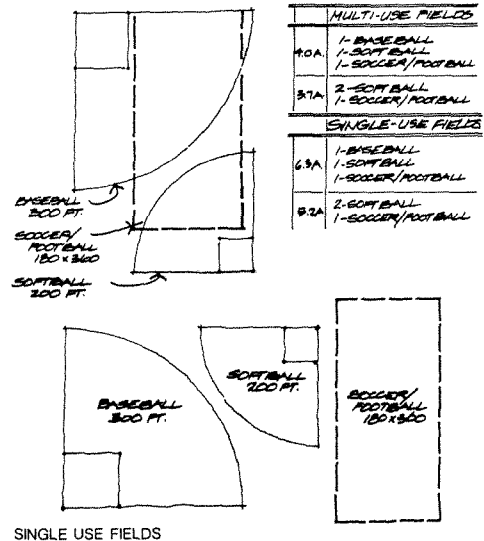 MULTI-USE FIELDS
4.0A. 1-BASEBALL
1-SOFTBALL
1-SOCCER/FOOTBALL
3.7A. 2-SOFTBALL
1-SOCCER/FOOTBALL
SINGLE-USE FIELDS
6.3A 1-BASEBALL
1-SOFTBALL
1-SOCCER/FOOTBALL
5.2A 2-SOFTBALL
1-SOCCER/FOOTBALL
BASEBALL
300 FT.
SOCCER/
FOOTBALL
180 x 360
SOFTBALL
200 FT.
BASEBALL
300 FT.
SOFTBALL
200 FT.
SOCCER/
FOOTBALL
180 x 360
SINGLE USE FIELDS